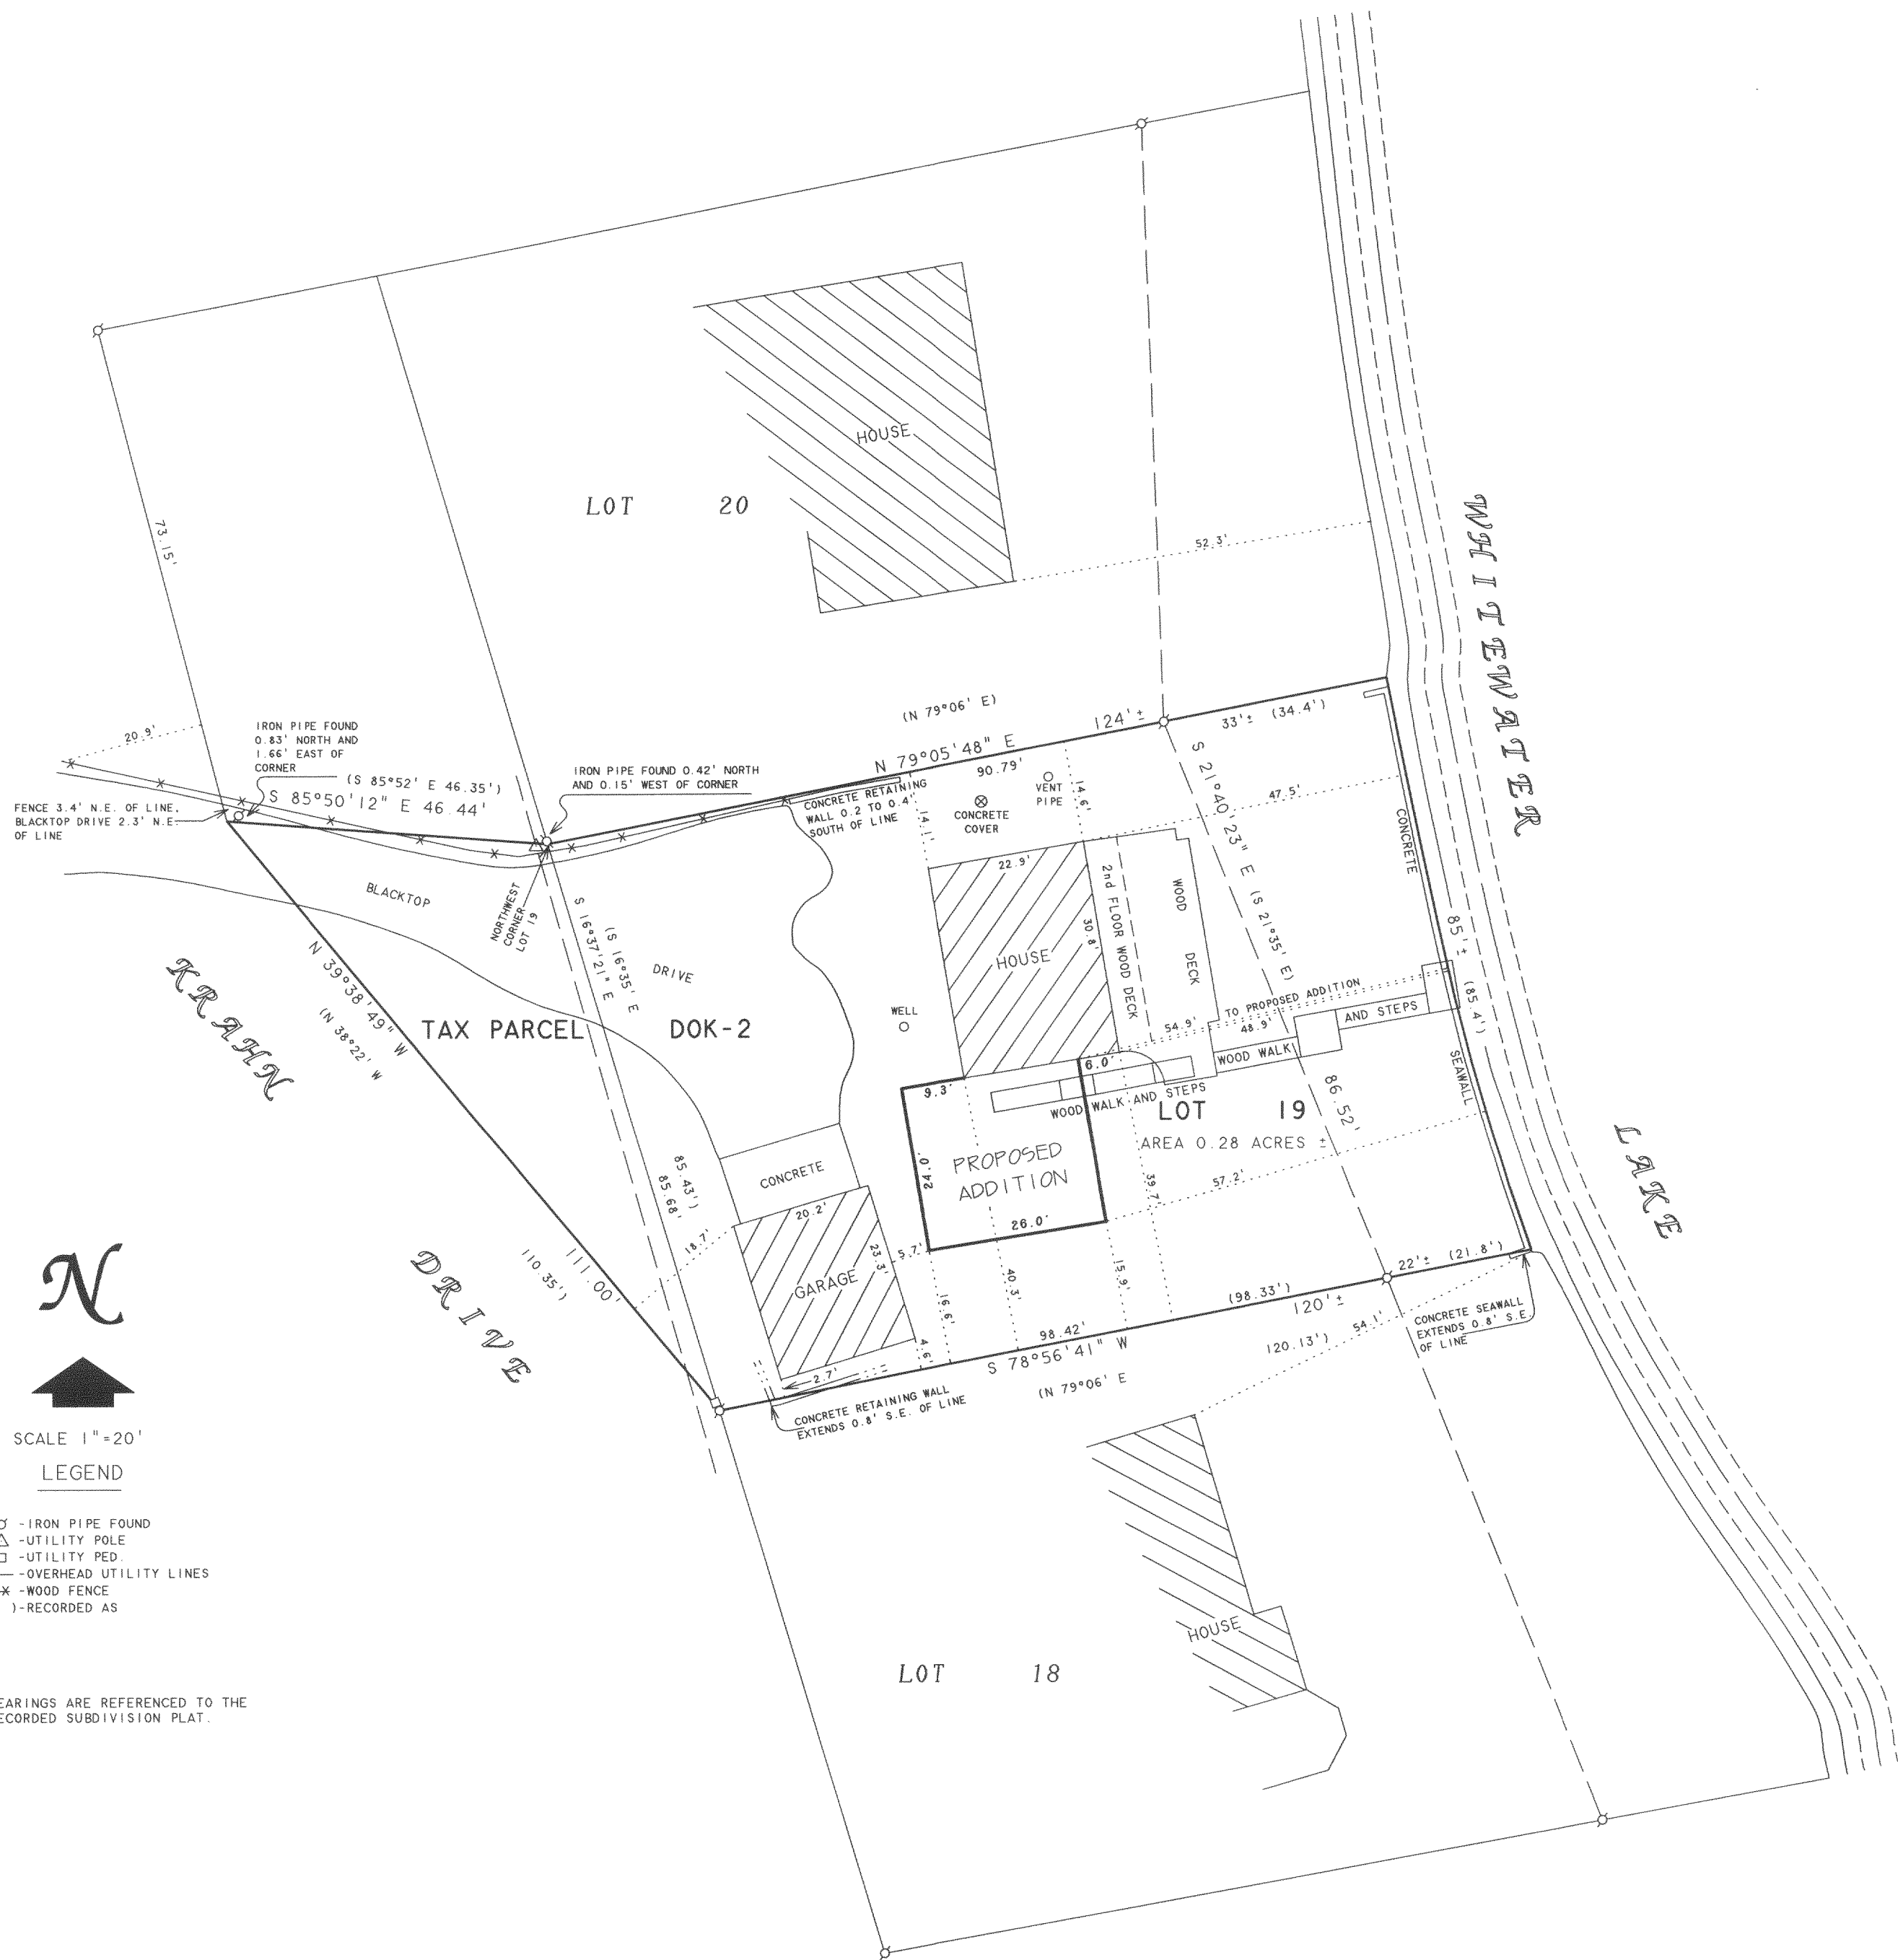 HOUSE
LOT 20
73.15'
52.3'
WHITEWATER
LAKE
20.9'
IRON PIPE FOUND
0.83' NORTH AND
1.66' EAST OF
CORNER
(S 85°52' E 46.35')
S 85°50'12" E 46.44'
FENCE 3.4' N.E. OF LINE,
BLACKTOP DRIVE 2.3' N.E.
OF LINE
IRON PIPE FOUND 0.42' NORTH
AND 0.15' WEST OF CORNER
(N 79°06' E)
N 79°05'48" E
124'±
90.79'
33'± (34.4')
CONCRETE RETAINING
WALL 0.2 TO 0.4'
SOUTH OF LINE
14.1'
CONCRETE
COVER
VENT
PIPE
14.6'
S 21°40'23" E (S 21°35' E)
86.52'
47.5'
CONCRETE
SEAWALL
85'± (85.4')
BLACKTOP
DRIVE
NORTHWEST
CORNER
LOT 19
(S 16°35' E
S 16°37'21" E
85.43')
85.68'
22.9'
30.8'
HOUSE
2nd FLOOR WOOD DECK
WOOD DECK
WELL
N 39°38'49" W
(N 38°22' W
111.00'
110.35')
TAX PARCEL DOK-2
KRAHN
DRIVE
54.9' TO PROPOSED ADDITION
48.9'
WOOD WALK
AND STEPS
9.3'
6.0'
WOOD WALK AND STEPS
LOT 19
AREA 0.28 ACRES ±
PROPOSED
ADDITION
24.0'
26.0'
39.7'
57.2'
CONCRETE
20.2'
18.7'
23.3'
GARAGE
5.7'
16.6'
40.3'
15.9'
4.6'
2.7'
98.42'
S 78°56'41" W
(N 79°06' E
(98.33')
120'±
120.13')
22'± (21.8')
54.1'
CONCRETE SEAWALL
EXTENDS 0.8' S.E.
OF LINE
CONCRETE RETAINING WALL
EXTENDS 0.8' S.E. OF LINE
N
SCALE 1"=20'
LEGEND
-IRON PIPE FOUND
-UTILITY POLE
-UTILITY PED.
-OVERHEAD UTILITY LINES
-WOOD FENCE
)-RECORDED AS
EARINGS ARE REFERENCED TO THE
ECORDED SUBDIVISION PLAT.
HOUSE
LOT 18